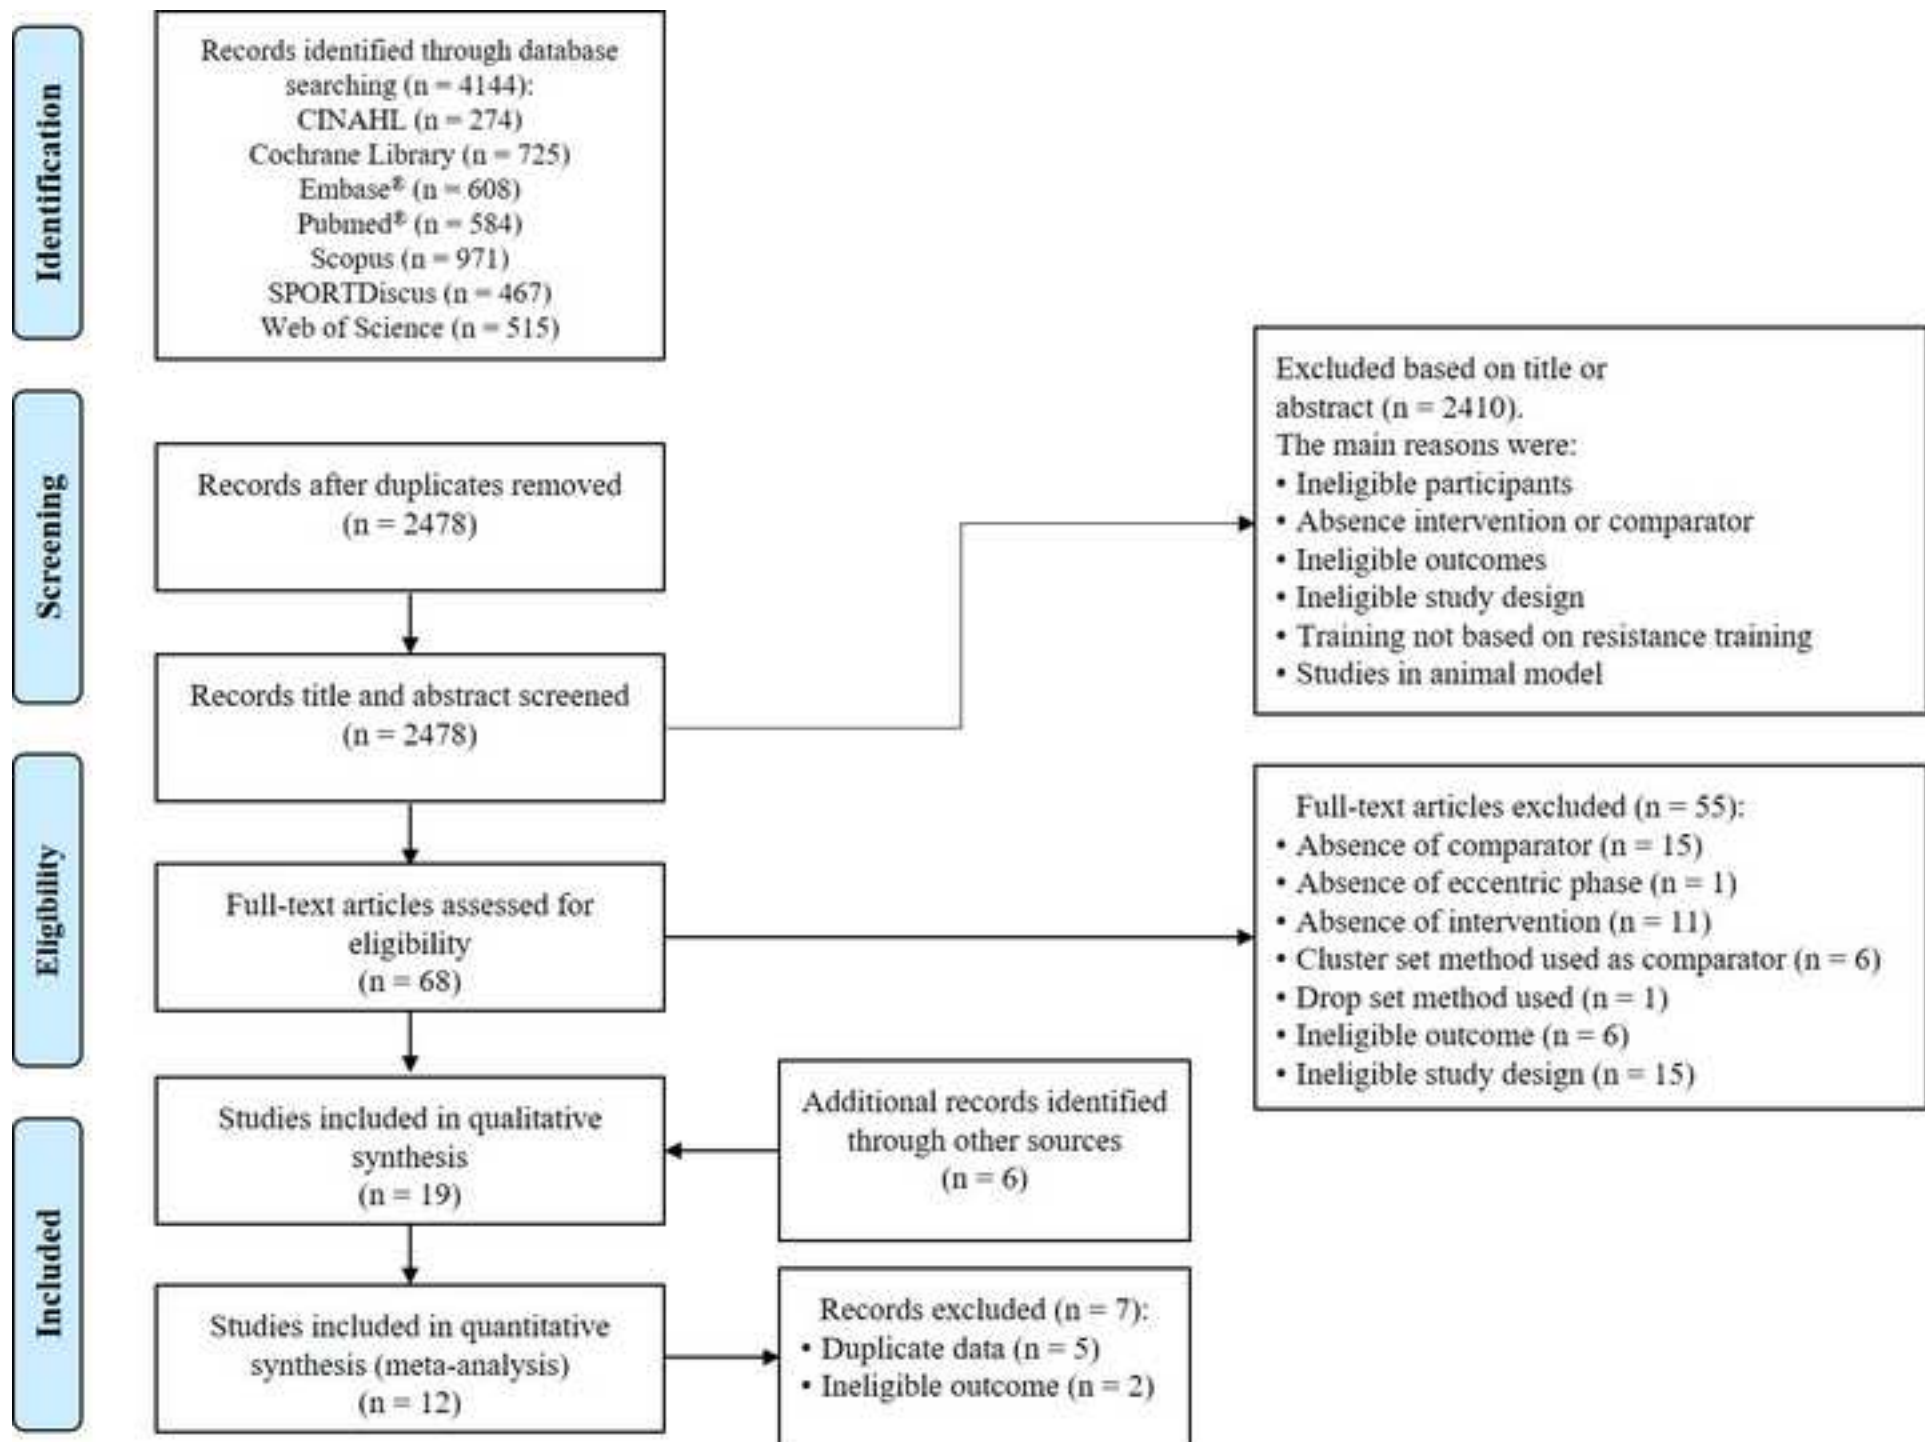 Identification
Records identified through database
searching (n = 4144):
CINAHL (n = 274)
Cochrane Library (n = 725)
Embase® (n = 608)
Pubmed® (n = 584)
Scopus (n = 971)
SPORTDiscus (n = 467)
Web of Science (n = 515)
Screening
Records after duplicates removed
(n = 2478)
Records title and abstract screened
(n = 2478)
Excluded based on title or
abstract (n = 2410).
The main reasons were:
• Ineligible participants
• Absence intervention or comparator
• Ineligible outcomes
• Ineligible study design
• Training not based on resistance training
• Studies in animal model
Eligibility
Full-text articles assessed for
eligibility
(n = 68)
Full-text articles excluded (n = 55):
• Absence of comparator (n = 15)
• Absence of eccentric phase (n = 1)
• Absence of intervention (n = 11)
• Cluster set method used as comparator (n = 6)
• Drop set method used (n = 1)
• Ineligible outcome (n = 6)
• Ineligible study design (n = 15)
Included
Studies included in qualitative
synthesis
(n = 19)
Additional records identified
through other sources
(n = 6)
Studies included in quantitative
synthesis (meta-analysis)
(n = 12)
Records excluded (n = 7):
• Duplicate data (n = 5)
• Ineligible outcome (n = 2)